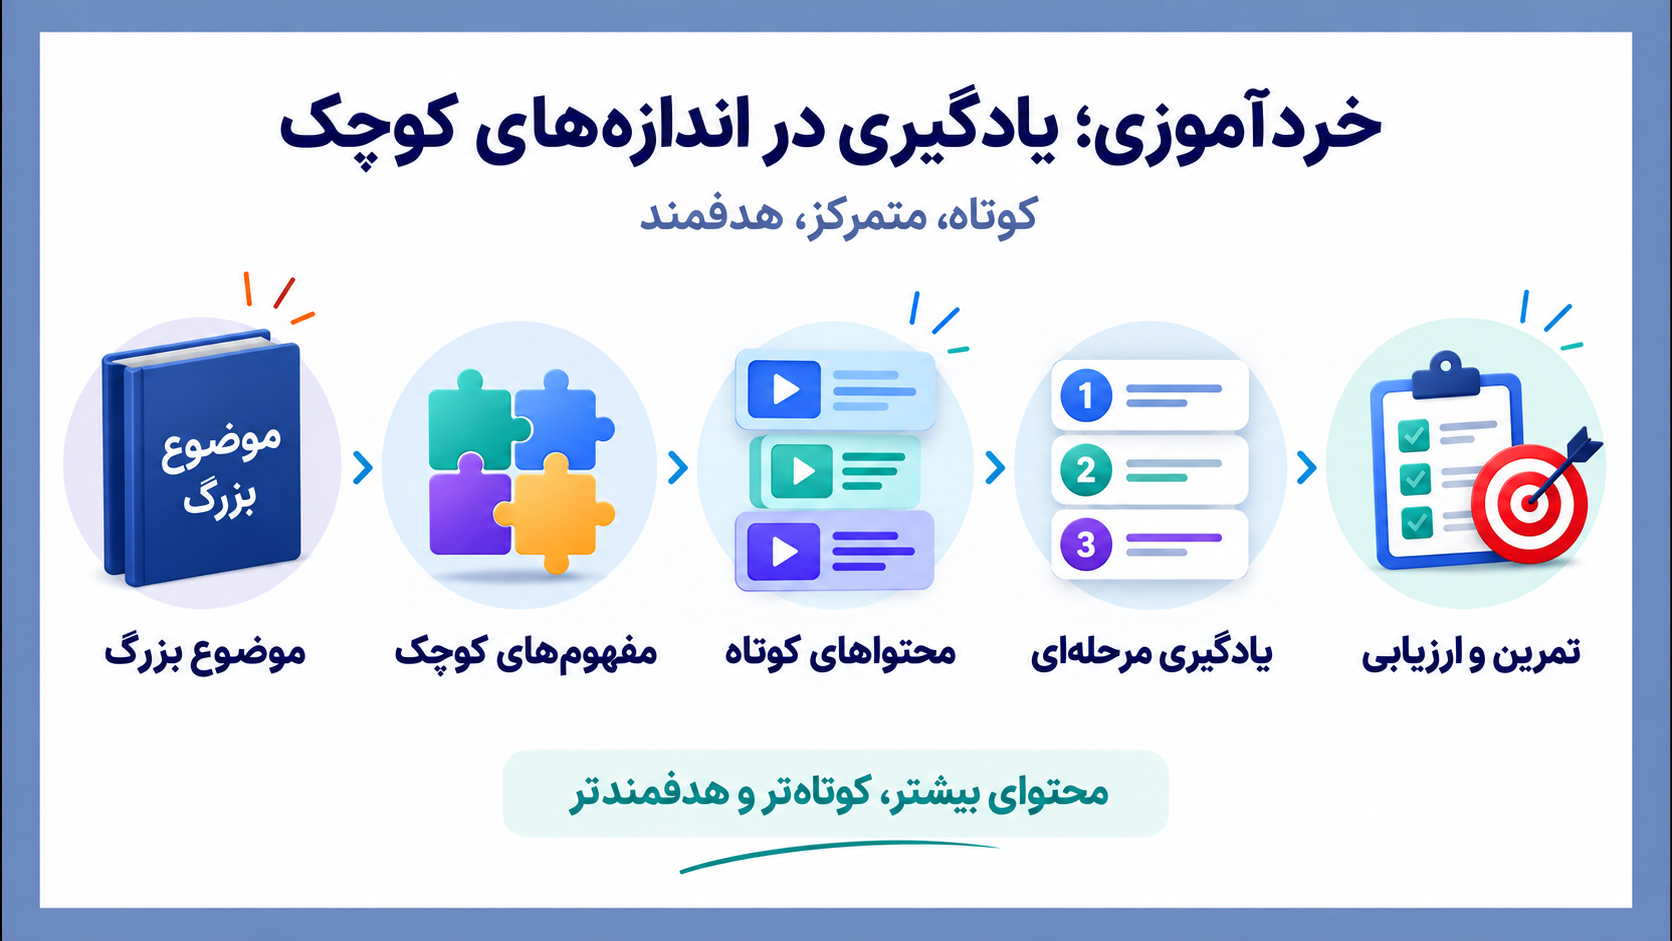 خردآموزی؛ یادگیری در اندازه‌های کوچک
کوتاه، متمرکز، هدفمند
موضوع
بزرگ
1
2
3
موضوع بزرگ
مفهوم‌های کوچک
محتواهای کوتاه
یادگیری مرحله‌ای
تمرین و ارزیابی
محتوای بیشتر، کوتاه‌تر و هدفمندتر